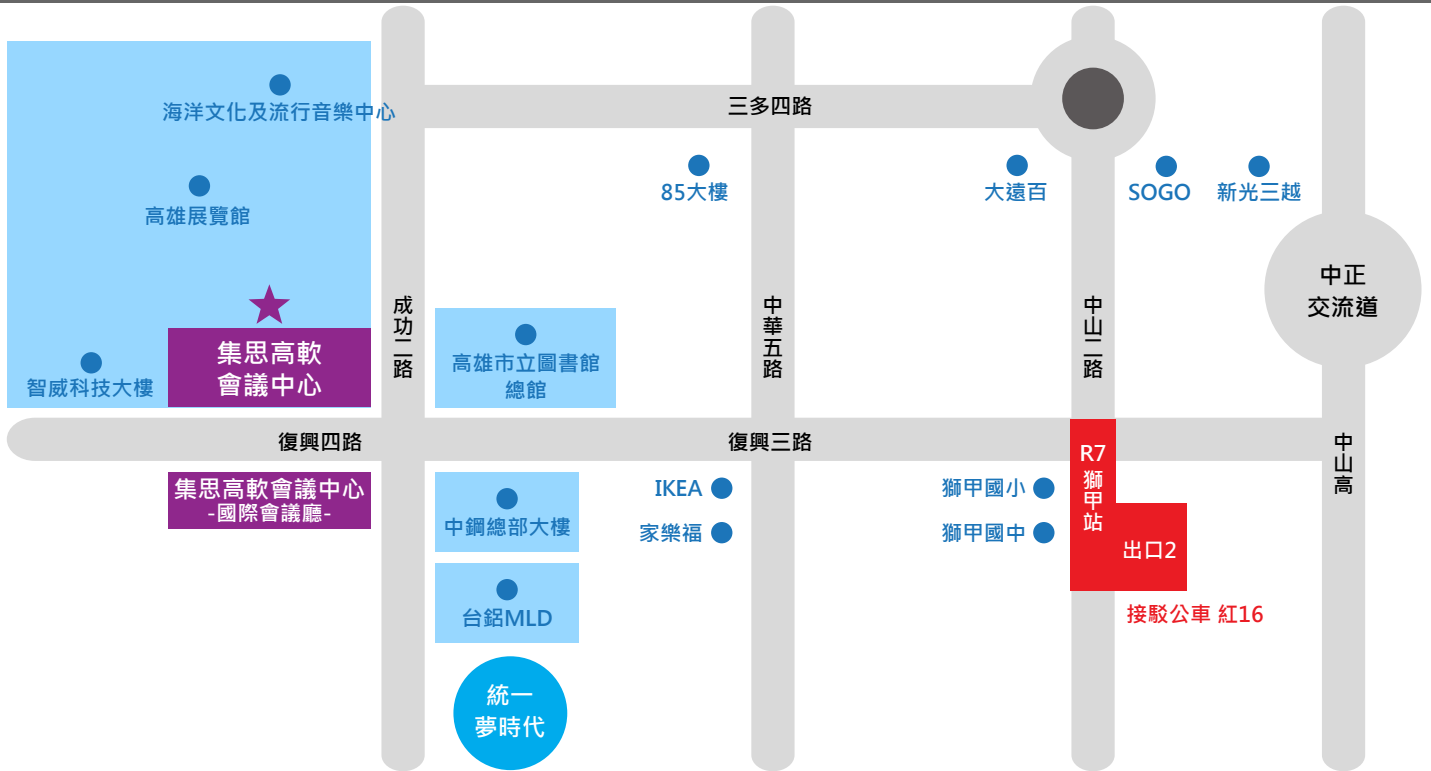 海洋文化及流行音樂中心
三多四路
85大樓
大遠百
SOGO
新光三越
高雄展覽館
中正
交流道
成功二路
中華五路
中山二路
集思高軟
會議中心
智威科技大樓
高雄市立圖書館
總館
復興四路
復興三路
中山高
R7
獅甲站
出口2
接駁公車 紅16
集思高軟會議中心
-國際會議廳-
中鋼總部大樓
IKEA
家樂福
獅甲國小
獅甲國中
台鋁MLD
統一
夢時代